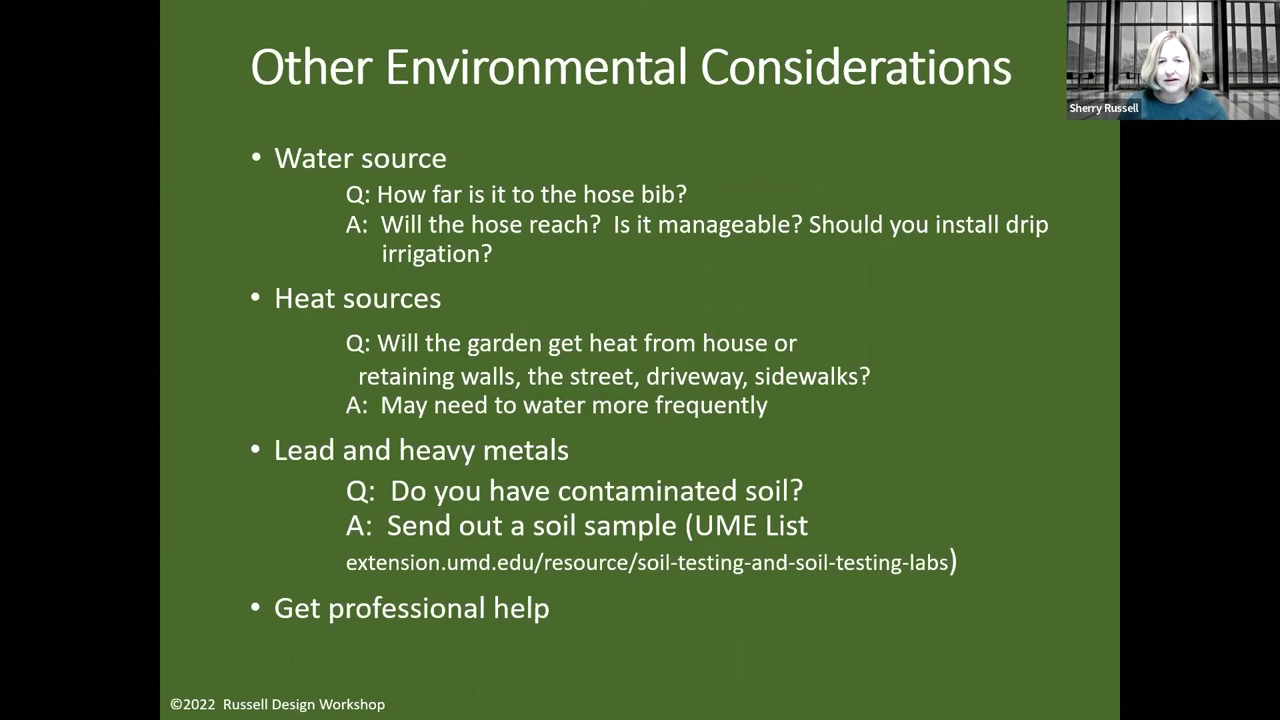 Other Environmental Considerations
Sherry Russell
• Water source
Q: How far is it to the hose bib?
A: Will the hose reach? Is it manageable? Should you install drip
irrigation?
• Heat sources
Q: Will the garden get heat from house or
retaining walls, the street, driveway, sidewalks?
A: May need to water more frequently
• Lead and heavy metals
Q: Do you have contaminated soil?
A: Send out a soil sample (UME List
extension.umd.edu/resource/soil-testing-and-soil-testing-labs)
• Get professional help
©2022 Russell Design Workshop